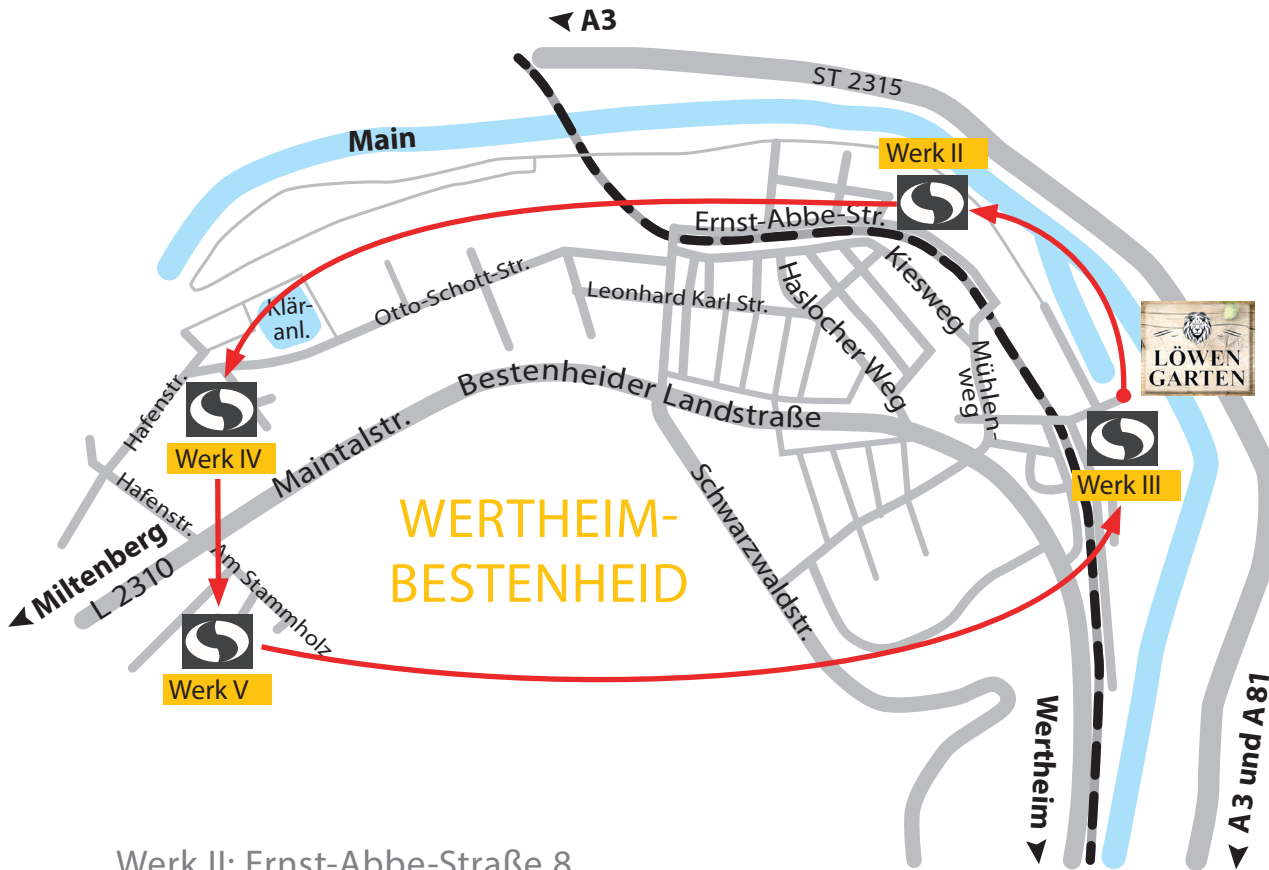 A3
ST 2315
Main
Werk II
Ernst-Abbe-Str.
Kiesweg
Haslocher Weg
Leonhard Karl Str.
Otto-Schott-Str.
Klär-
anl.
Mühlen-
weg
LÖWEN
GARTEN
Bestenheider Landstraße
Maintalstr.
Hafenstr.
Werk IV
Werk III
Hafenstr.
WERTHEIM-
BESTENHEID
Schwarzwaldstr.
Miltenberg
L 2310
Am Stammholz
Werk V
Wertheim
A3 und A81
Werk II: Ernst-Abbe-Straße 8